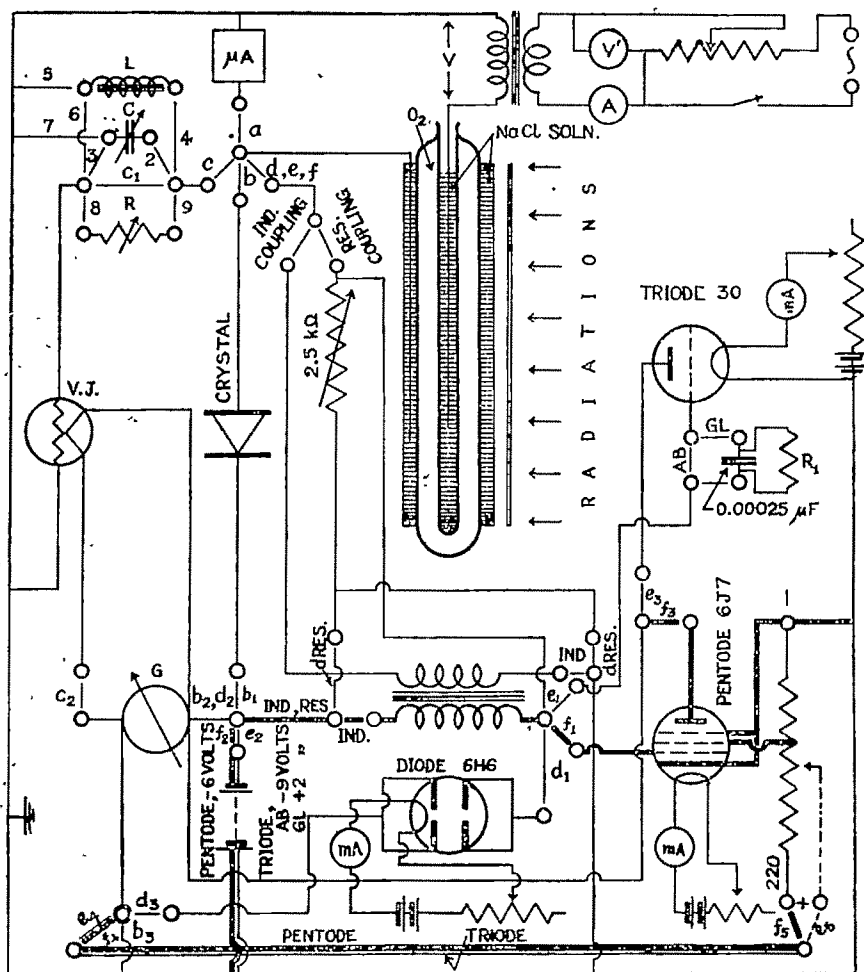 5
L
μA
V
V'
A
6
C
4
7
a
O₂
NaCl SOLN.
3
2
C₁
c
b
d, e, f
8
R
9
IND. COUPLING
RES. COUPLING
RADIATIONS
TRIODE 30
mA
2.5 kΩ
CRYSTAL
V.J.
GL
AB
R₁
0.00025 μF
e₃
f₃
PENTODE 6J7
dRES.
IND
dRES.
C₂
G
b₂, d₂
b₁
IND, RES
e₁
f₁
f₂
e₂
IND.
d₁
PENTODE, -6 VOLTS
TRIODE,
AB -9 VOLTS
GL +2 "
DIODE 6H6
mA
mA
220
e₄
d₃
b₃
+
f₅
PENTODE
TRIODE